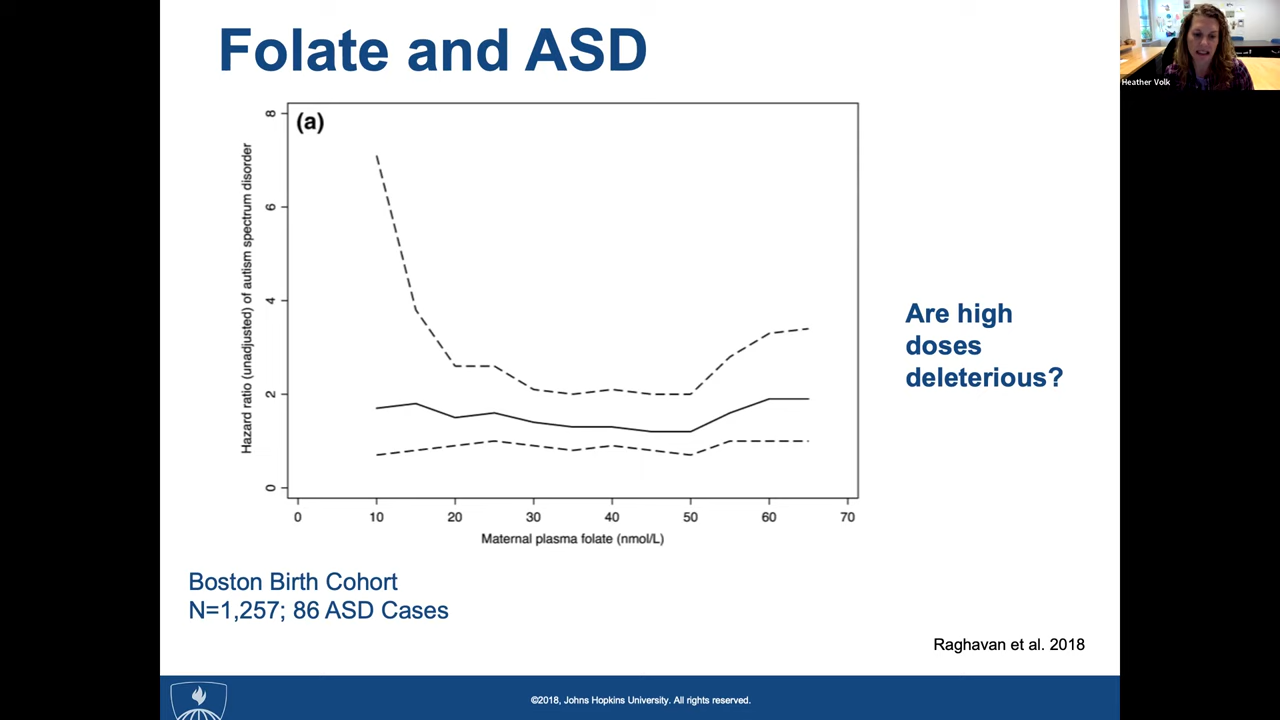 Folate and ASD
Heather Volk
(a)
Hazard ratio (unadjusted) of autism spectrum disorder
8
6
4
2
0
0 10 20 30 40 50 60 70
Maternal plasma folate (nmol/L)
Are high
doses
deleterious?
Boston Birth Cohort
N=1,257; 86 ASD Cases
Raghavan et al. 2018
©2018, Johns Hopkins University. All rights reserved.